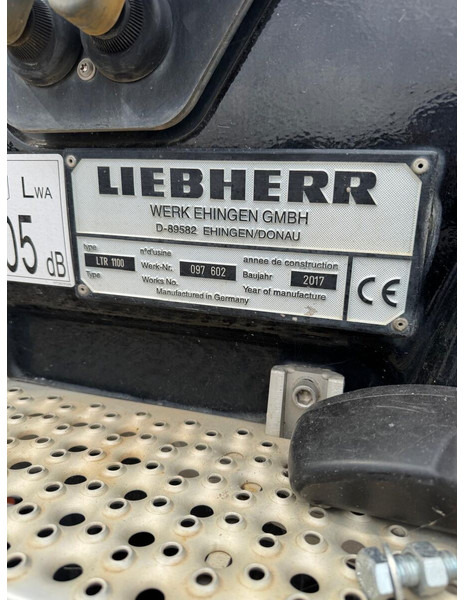 LWA
05 dB
LIEBHERR
WERK EHINGEN GMBH
D-89582 EHINGEN/DONAU
type n°d'usine annee de construction
LTR 1100 Werk-Nr. 097 602 Baujahr 2017
Type Works No. Year of manufacture
Manufactured in Germany
CE